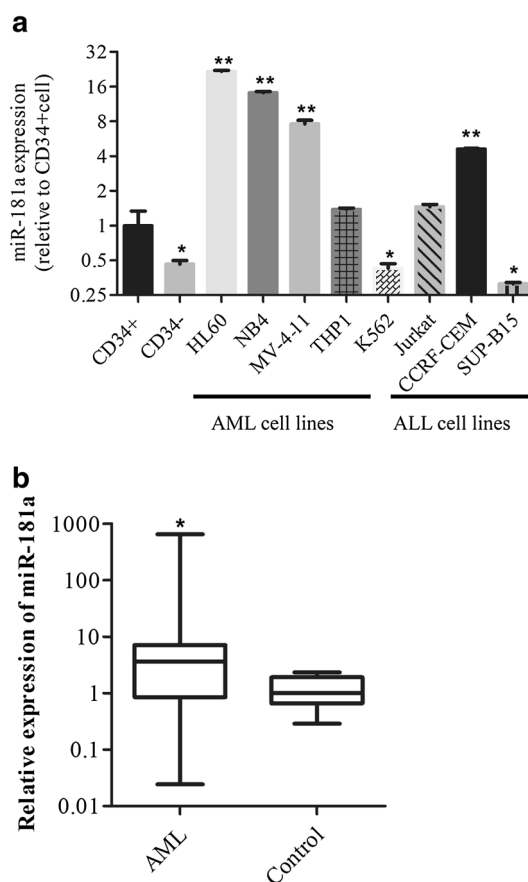 a
miR-181a expression
(reletive to CD34+cell)
32
16
8
4
2
1
0.5
0.25
*
**
**
**
*
**
*
CD34+
CD34-
HL60
NB4
MV-4-11
THP1
K562
Jurkat
CCRF-CEM
SUP-B15
AML cell lines
ALL cell lines
b
Relative expression of miR-181a
1000
100
10
1
0.1
0.01
*
AML
Control